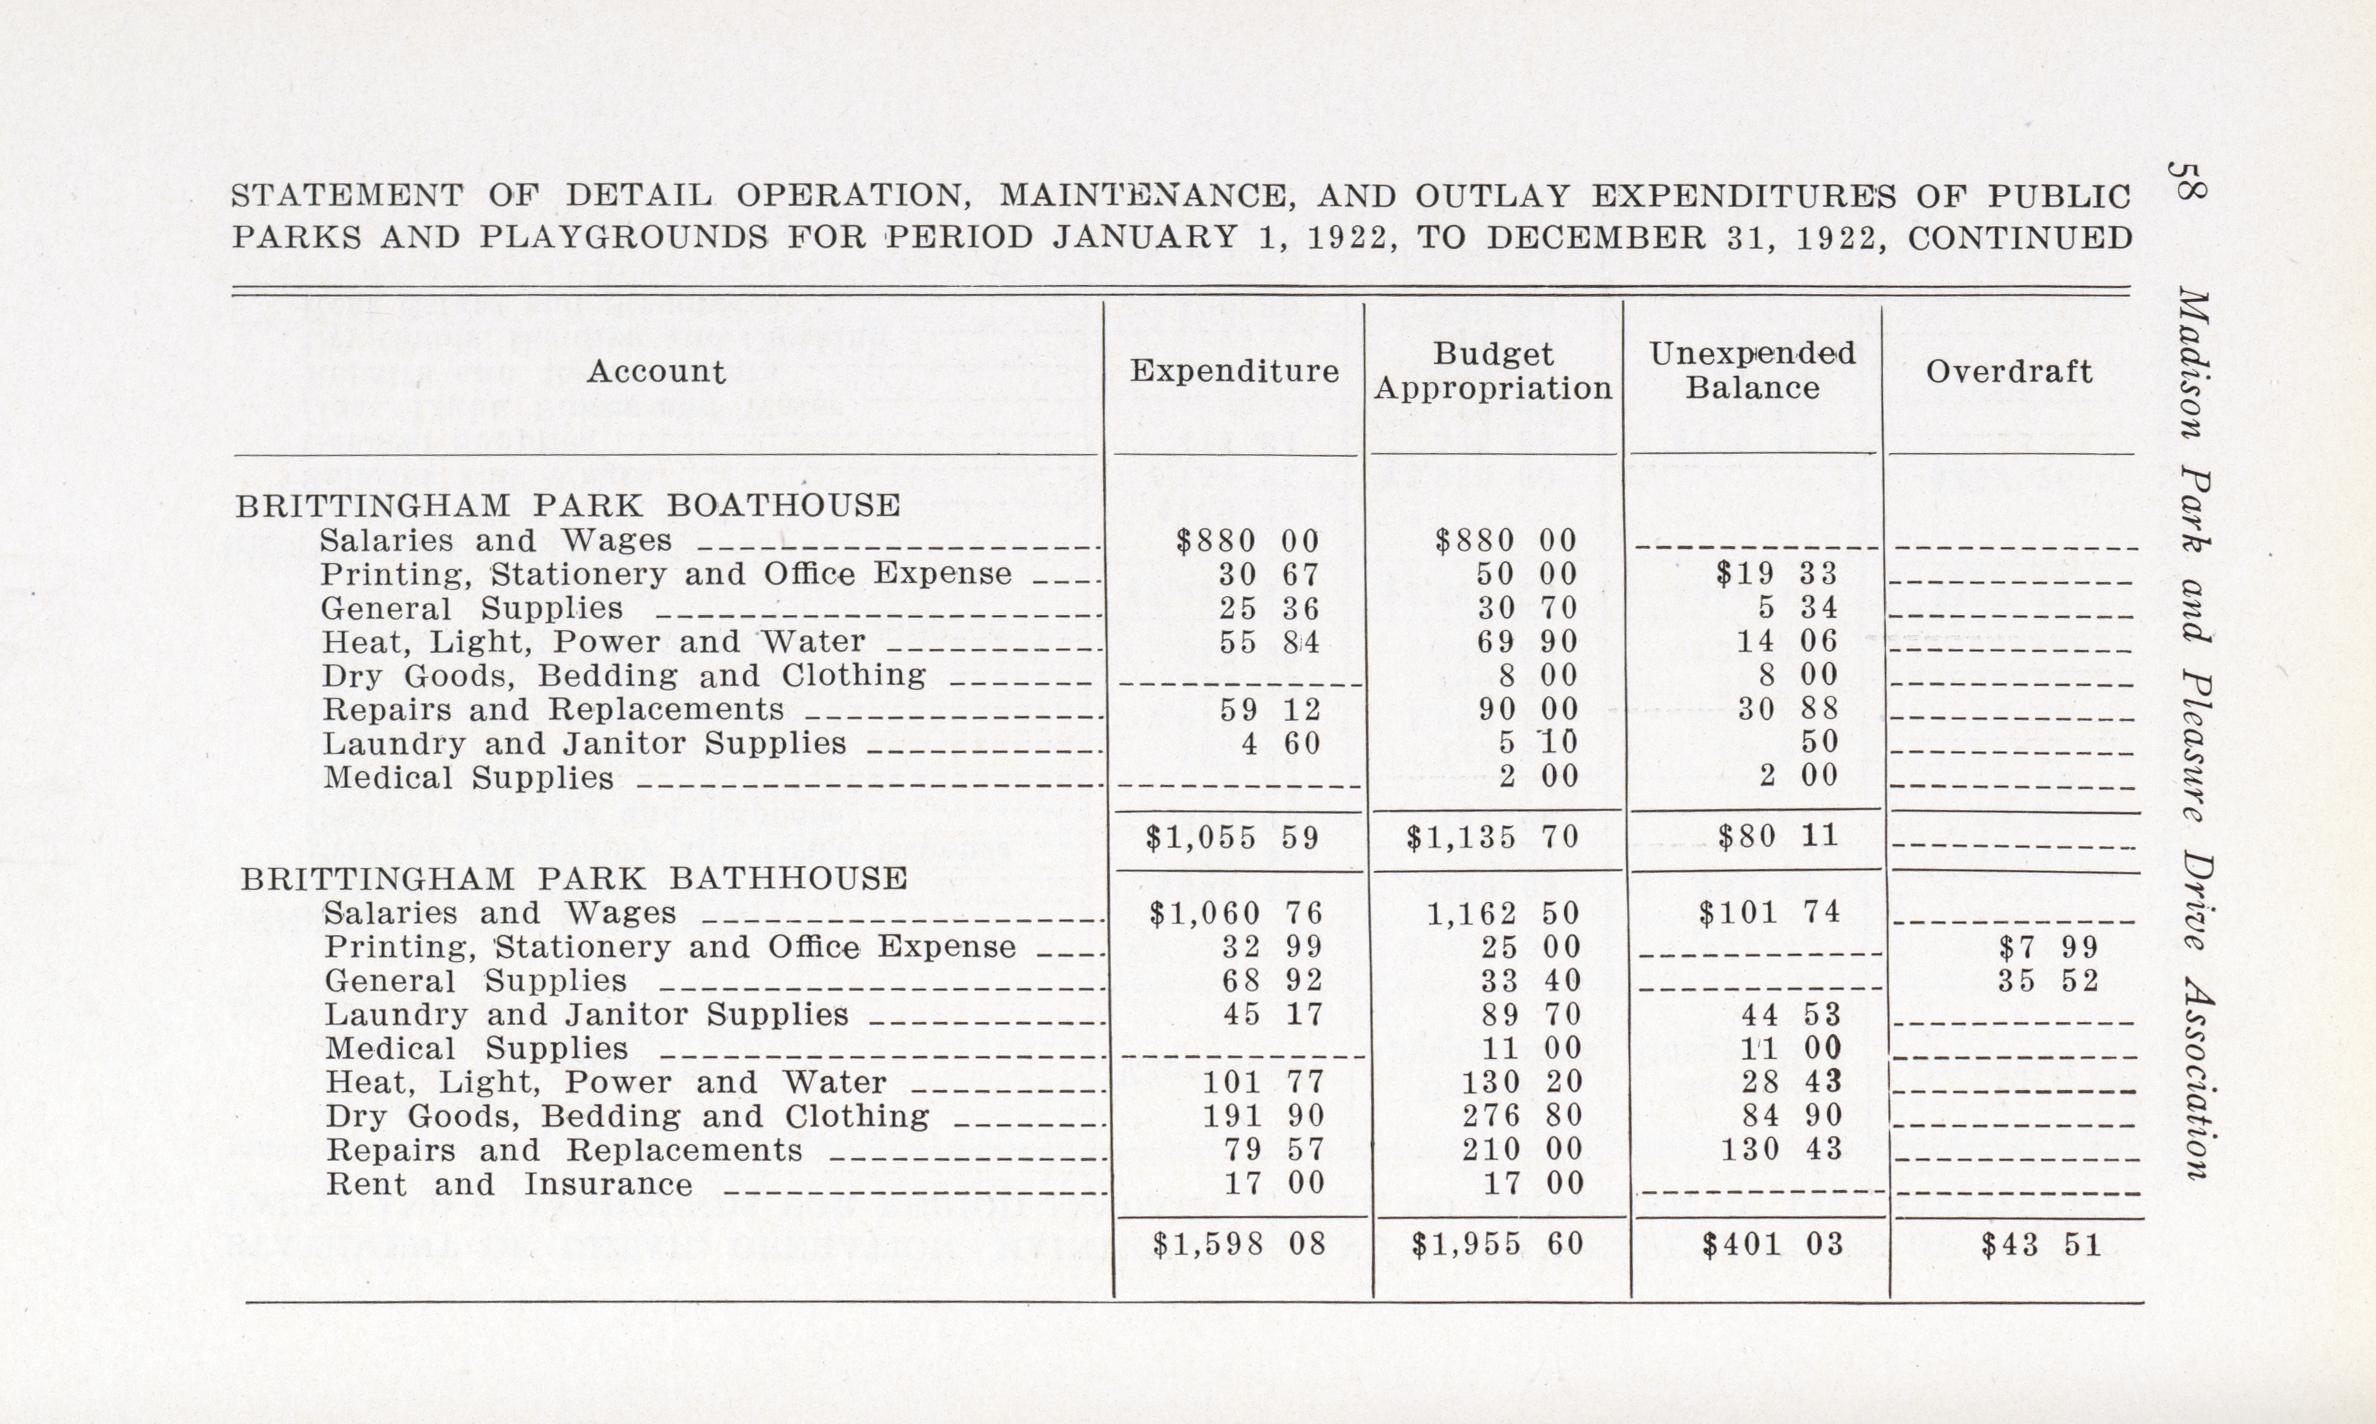 STATEMENT OF DETAIL OPERATION, MAINTENANCE, AND OUTLAY EXPENDITURES OF PUBLIC
PARKS AND PLAYGROUNDS FOR PERIOD JANUARY 1, 1922, TO DECEMBER 31, 1922, CONTINUED
Account Expenditure Budget Appropriation Unexpended Balance Overdraft
BRITTINGHAM PARK BOATHOUSE
Salaries and Wages $880 00 $880 00
Printing, Stationery and Office Expense 30 67 50 00 $19 33
General Supplies 25 36 30 70 5 34
Heat, Light, Power and Water 55 84 69 90 14 06
Dry Goods, Bedding and Clothing 8 00 8 00
Repairs and Replacements 59 12 90 00 30 88
Laundry and Janitor Supplies 4 60 5 10 50
Medical Supplies 2 00 2 00
$1,055 59 $1,135 70 $80 11
BRITTINGHAM PARK BATHHOUSE
Salaries and Wages $1,060 76 1,162 50 $101 74
Printing, Stationery and Office Expense 32 99 25 00 $7 99
General Supplies 68 92 33 40 35 52
Laundry and Janitor Supplies 45 17 89 70 44 53
Medical Supplies 11 00 11 00
Heat, Light, Power and Water 101 77 130 20 28 43
Dry Goods, Bedding and Clothing 191 90 276 80 84 90
Repairs and Replacements 79 57 210 00 130 43
Rent and Insurance 17 00 17 00
$1,598 08 $1,955 60 $401 03 $43 51
58 Madison Park and Pleasure Drive Association